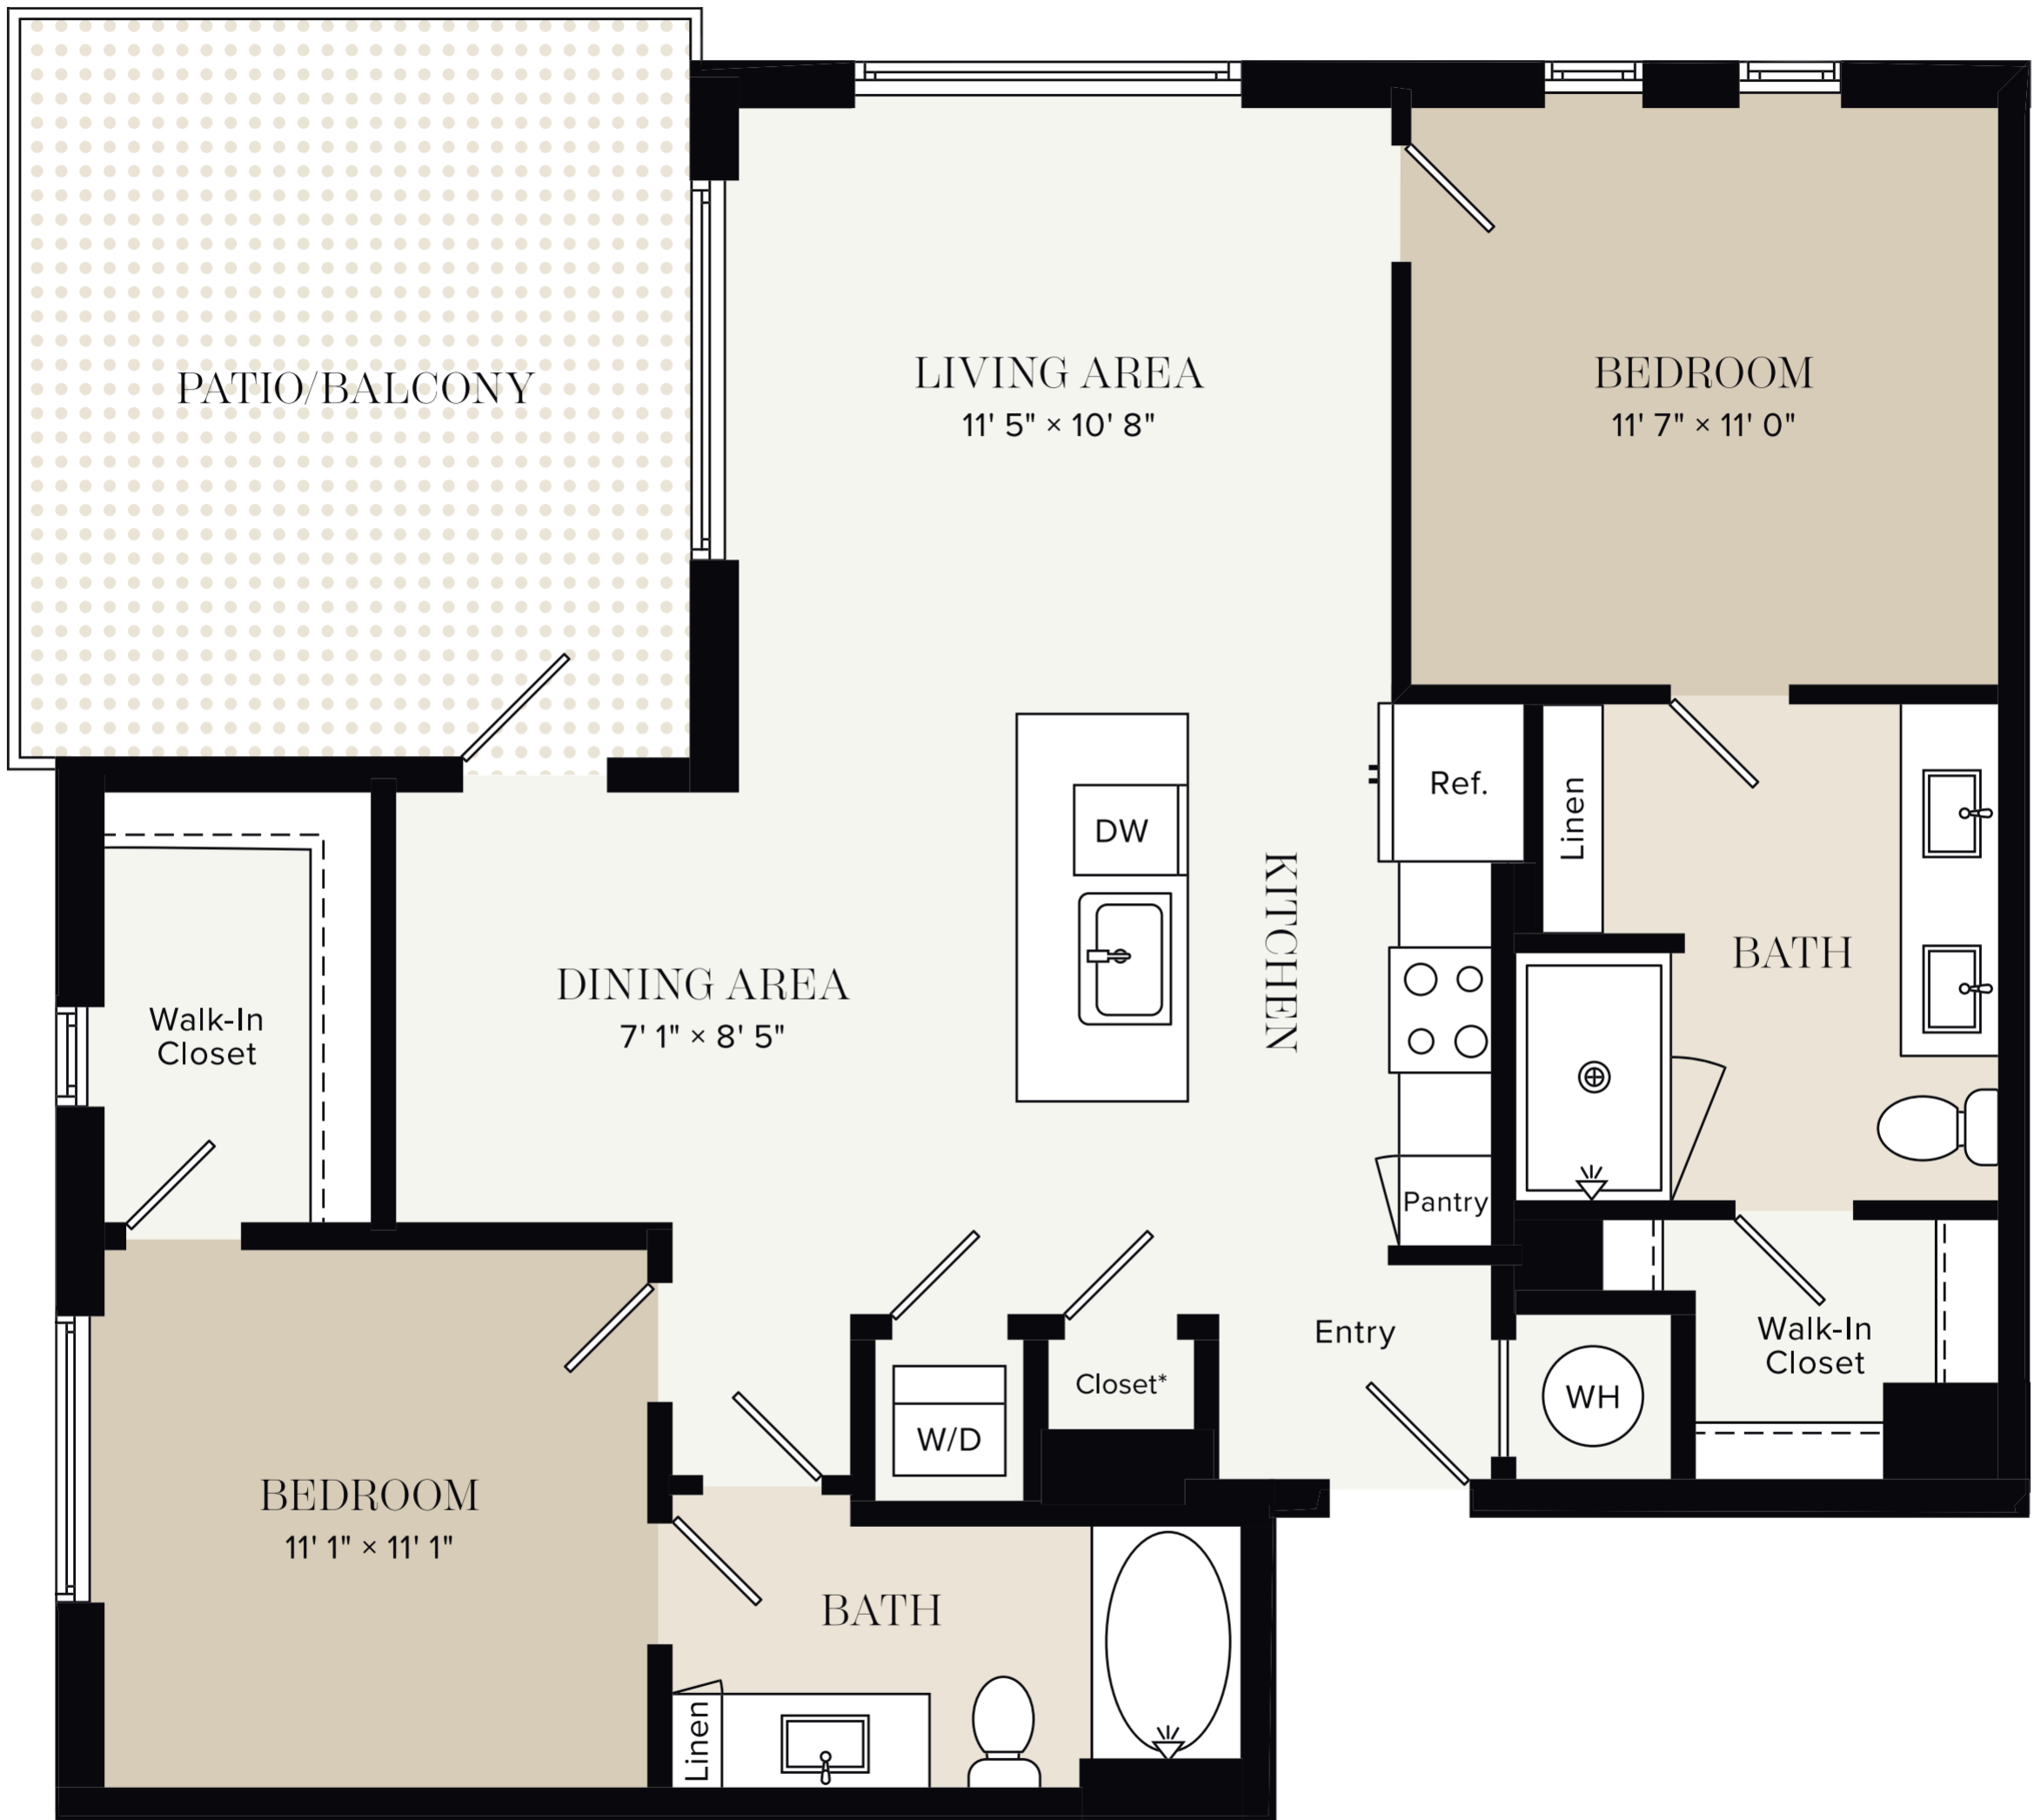 PATIO/BALCONY
LIVING AREA
11' 5" × 10' 8"
BEDROOM
11' 7" × 11' 0"
Ref.
Linen
DW
KITCHEN
BATH
DINING AREA
7' 1" × 8' 5"
Walk-In
Closet
Pantry
Entry
Walk-In
Closet
Closet*
WH
W/D
BEDROOM
11' 1" × 11' 1"
BATH
Linen